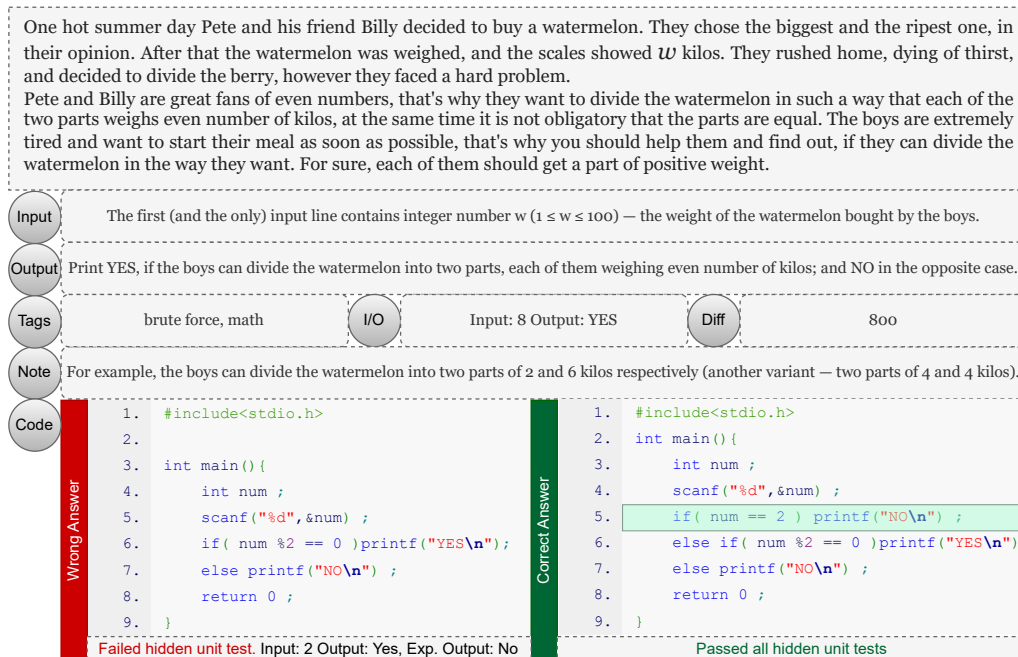 One hot summer day Pete and his friend Billy decided to buy a watermelon. They chose the biggest and the ripest one, in
their opinion. After that the watermelon was weighed, and the scales showed w kilos. They rushed home, dying of thirst,
and decided to divide the berry, however they faced a hard problem.
Pete and Billy are great fans of even numbers, that's why they want to divide the watermelon in such a way that each of the
two parts weighs even number of kilos, at the same time it is not obligatory that the parts are equal. The boys are extremely
tired and want to start their meal as soon as possible, that's why you should help them and find out, if they can divide the
watermelon in the way they want. For sure, each of them should get a part of positive weight.
Input
The first (and the only) input line contains integer number w (1 ≤ w ≤ 100) — the weight of the watermelon bought by the boys.
Output
Print YES, if the boys can divide the watermelon into two parts, each of them weighing even number of kilos; and NO in the opposite case.
Tags
brute force, math
I/O
Input: 8 Output: YES
Diff
800
Note
For example, the boys can divide the watermelon into two parts of 2 and 6 kilos respectively (another variant — two parts of 4 and 4 kilos).
Code
Wrong Answer
1. #include<stdio.h>
2.
3. int main(){
4. int num ;
5. scanf("%d",&num) ;
6. if( num %2 == 0 )printf("YES\n");
7. else printf("NO\n") ;
8. return 0 ;
9. }
Failed hidden unit test. Input: 2 Output: Yes, Exp. Output: No
Correct Answer
1. #include<stdio.h>
2. int main(){
3. int num ;
4. scanf("%d",&num) ;
5. if( num == 2 ) printf("NO\n") ;
6. else if( num %2 == 0 )printf("YES\n")
7. else printf("NO\n") ;
8. return 0 ;
9. }
Passed all hidden unit tests